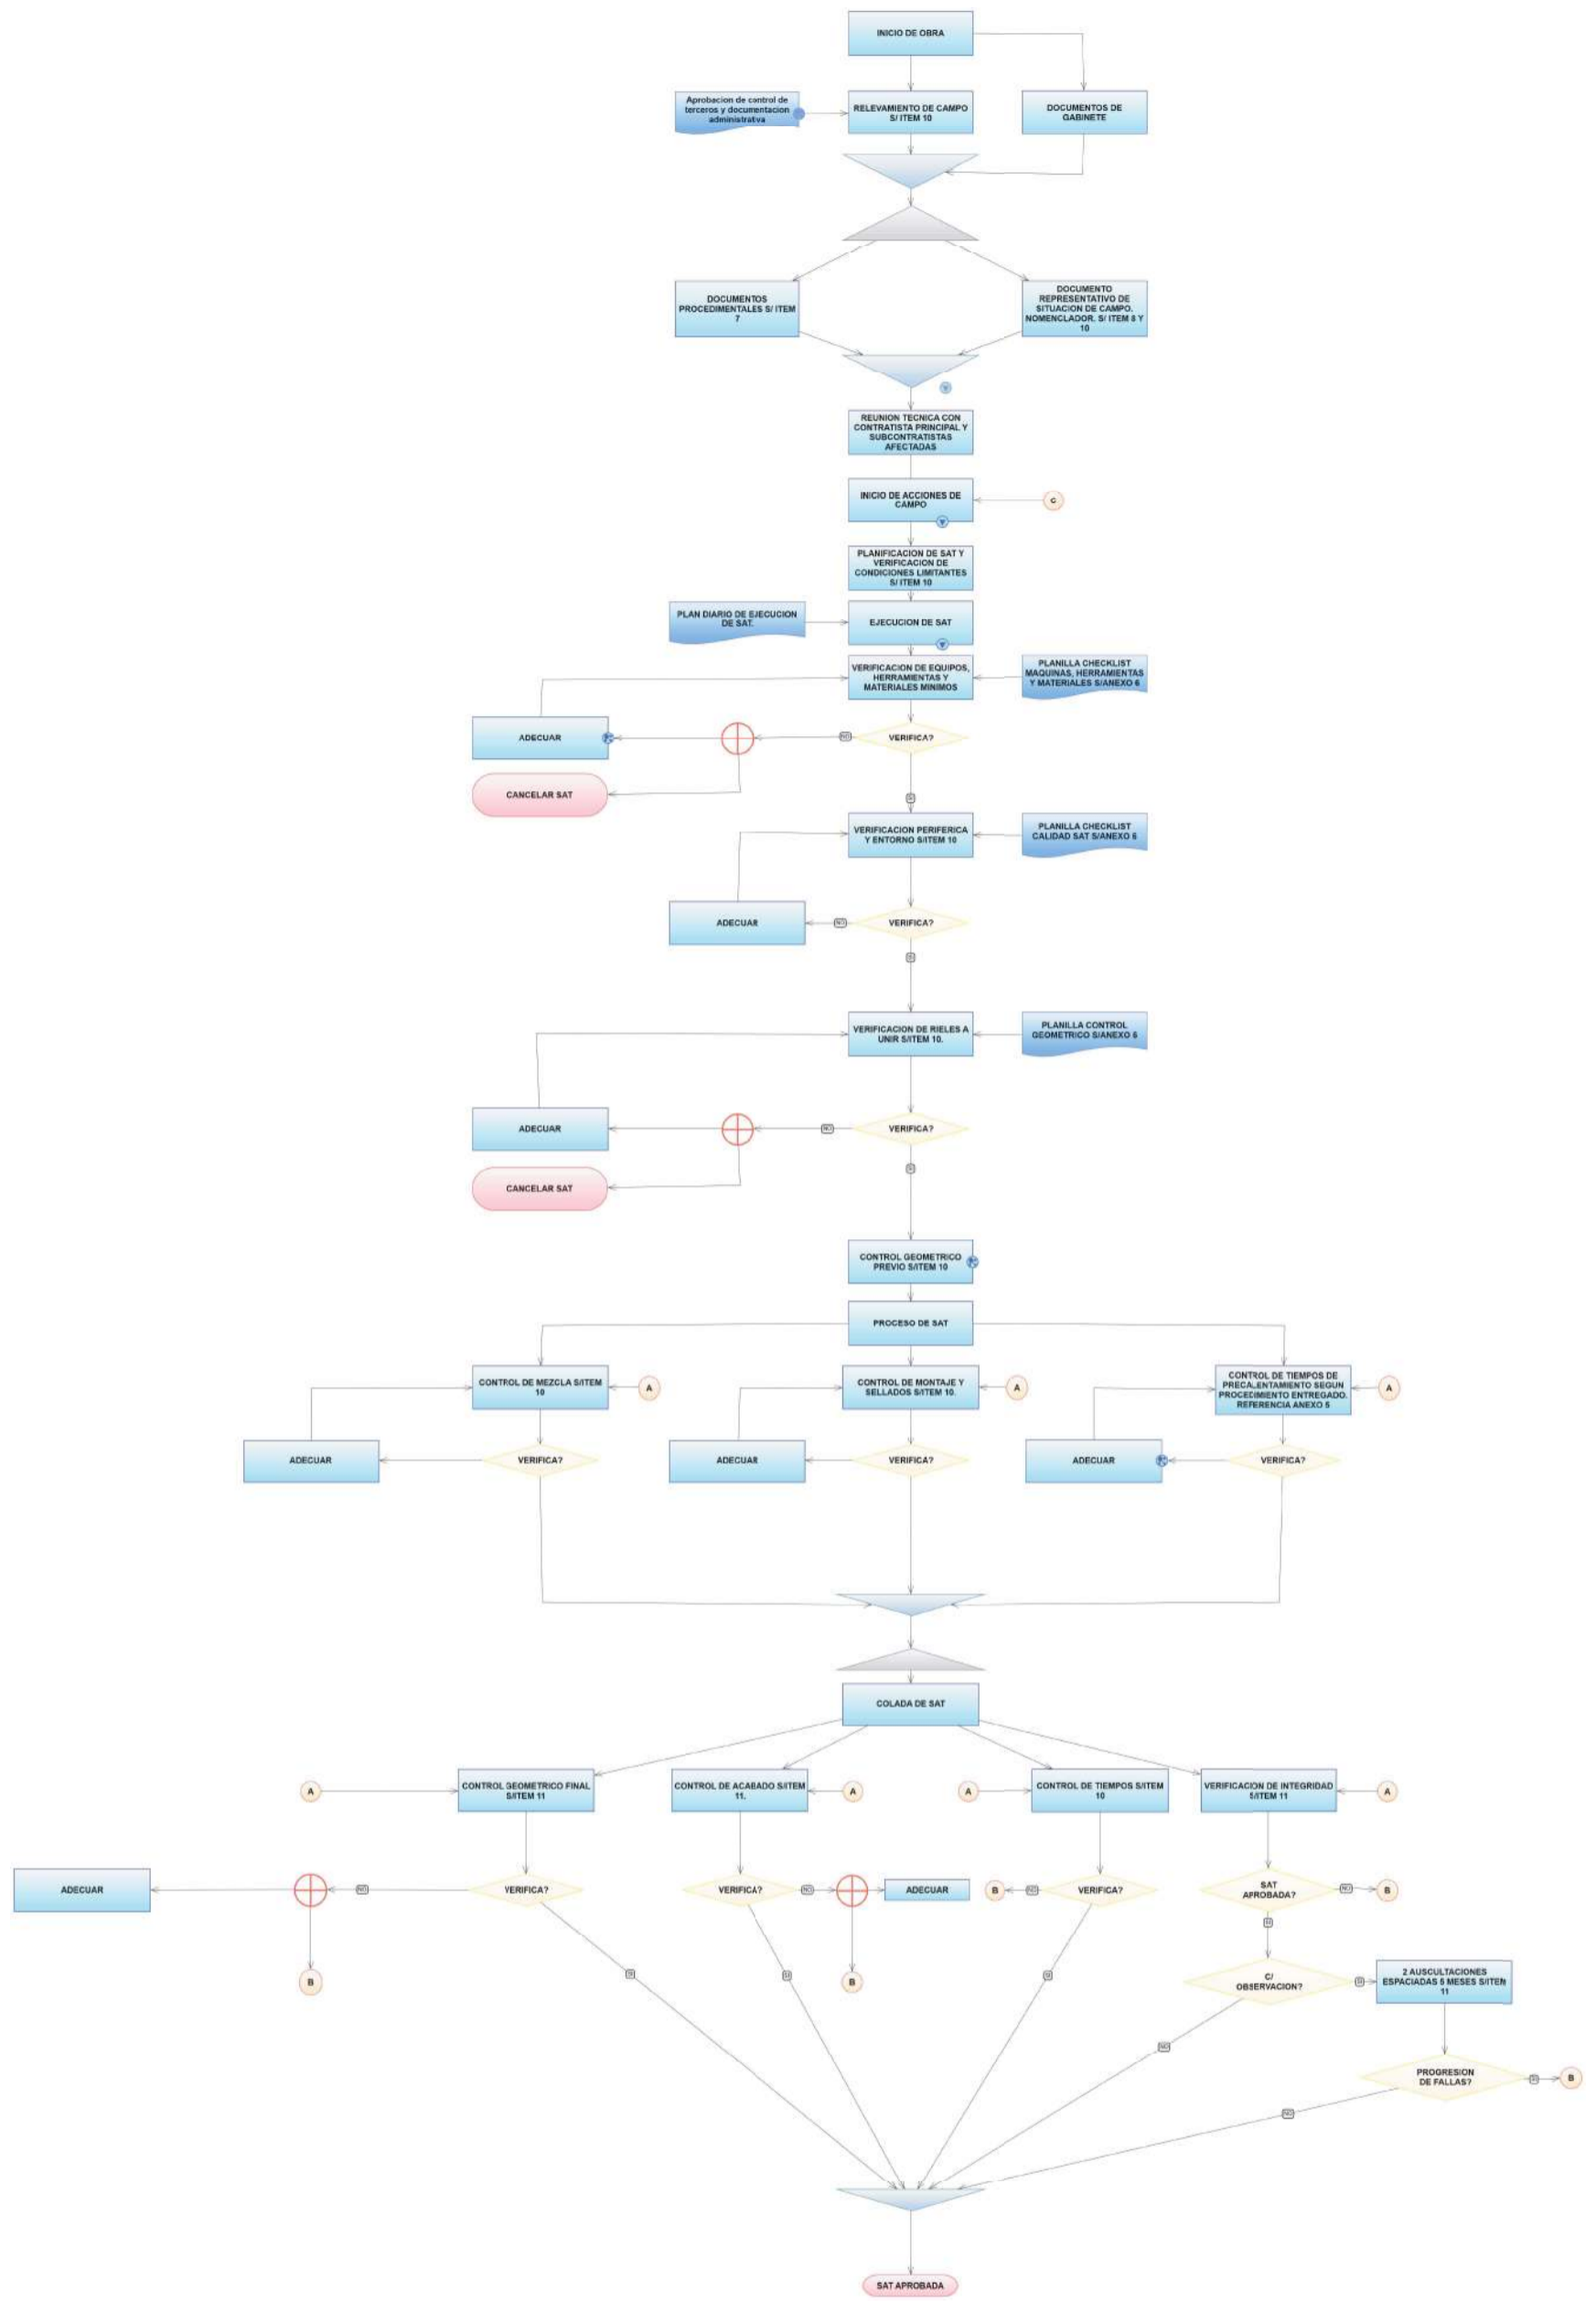 INICIO DE OBRA
Aprobacion de control de
terceros y documentacion
administrativa
RELEVAMIENTO DE CAMPO
S/ ITEM 10
DOCUMENTOS DE
GABINETE
DOCUMENTOS
PROCEDIMENTALES S/ ITEM
7
DOCUMENTO
REPRESENTATIVO DE
SITUACION DE CAMPO.
NOMENCLADOR. S/ ITEM 8 Y
10
REUNION TECNICA CON
CONTRATISTA PRINCIPAL Y
SUBCONTRATISTAS
AFECTADAS
INICIO DE ACCIONES DE
CAMPO
C
PLANIFICACION DE SAT Y
VERIFICACION DE
CONDICIONES LIMITANTES
S/ ITEM 10
PLAN DIARIO DE EJECUCION
DE SAT.
EJECUCION DE SAT
VERIFICACION DE EQUIPOS,
HERRAMIENTAS Y
MATERIALES MINIMOS
PLANILLA CHECKLIST
MAQUINAS, HERRAMIENTAS
Y MATERIALES S/ANEXO 6
ADECUAR
NO
VERIFICA?
CANCELAR SAT
SI
VERIFICACION PERIFERICA
Y ENTORNO S/ITEM 10
PLANILLA CHECKLIST
CALIDAD SAT S/ANEXO 6
ADECUAR
NO
VERIFICA?
SI
VERIFICACION DE RIELES A
UNIR S/ITEM 10.
PLANILLA CONTROL
GEOMETRICO S/ANEXO 6
ADECUAR
NO
VERIFICA?
SI
CANCELAR SAT
CONTROL GEOMETRICO
PREVIO S/ITEM 10
PROCESO DE SAT
CONTROL DE MEZCLA S/ITEM
10
A
CONTROL DE MONTAJE Y
SELLADOS S/ITEM 10.
A
CONTROL DE TIEMPOS DE
PRECALENTAMIENTO SEGUN
PROCEDIMIENTO ENTREGADO.
REFERENCIA ANEXO 5
A
ADECUAR
VERIFICA?
ADECUAR
VERIFICA?
ADECUAR
VERIFICA?
COLADA DE SAT
A
CONTROL GEOMETRICO FINAL
S/ITEM 11
CONTROL DE ACABADO S/ITEM
11.
A
A
CONTROL DE TIEMPOS S/ITEM
10
VERIFICACION DE INTEGRIDAD
S/ITEM 11
A
ADECUAR
NO
VERIFICA?
VERIFICA?
NO
ADECUAR
B
NO
VERIFICA?
SAT
APROBADA?
NO
B
SI
B
SI
SI
B
SI
C/
OBSERVACION?
SI
2 AUSCULTACIONES
ESPACIADAS 6 MESES S/ITEM
11
NO
PROGRESION
DE FALLAS?
SI
B
NO
SAT APROBADA